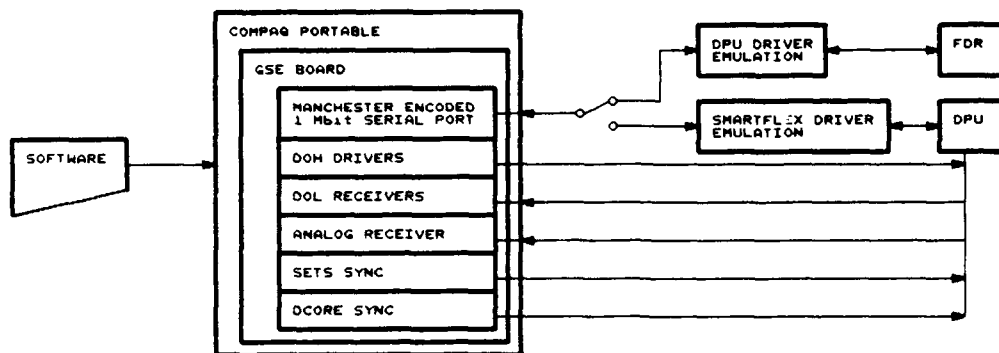 COMPAQ PORTABLE
GSE BOARD
MANCHESTER ENCODED
1 Mbit SERIAL PORT
DOH DRIVERS
DOL RECEIVERS
ANALOG RECEIVER
SETS SYNC
DCORE SYNC
SOFTWARE
DPU DRIVER
EMULATION
FDR
SMARTFLEX DRIVER
EMULATION
DPU